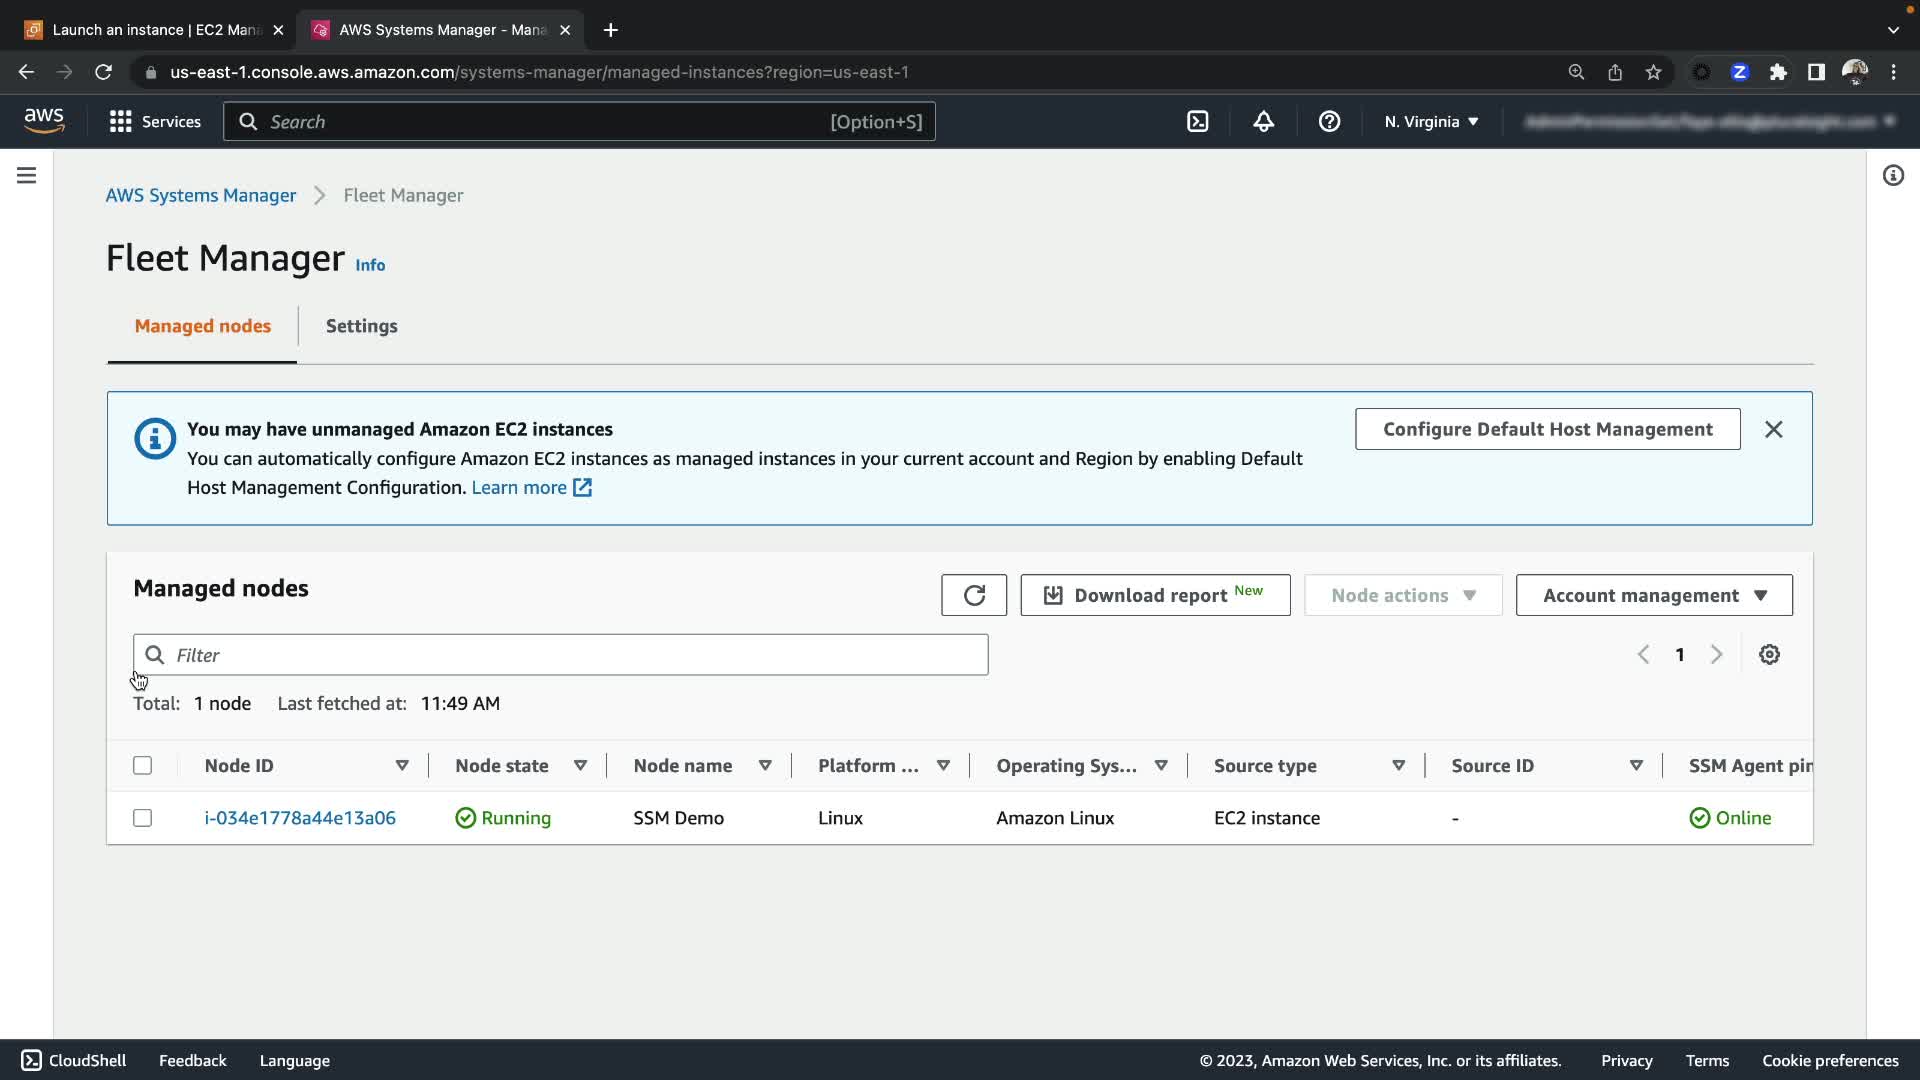 Launch an instance | EC2 Mana
AWS Systems Manager - Mana
us-east-1.console.aws.amazon.com/systems-manager/managed-instances?region=us-east-1
Z
aws
Services
Search
[Option+S]
N. Virginia
AWS Systems Manager
Fleet Manager
Fleet Manager Info
Managed nodes
Settings
You may have unmanaged Amazon EC2 instances
You can automatically configure Amazon EC2 instances as managed instances in your current account and Region by enabling Default
Host Management Configuration. Learn more
Configure Default Host Management
Managed nodes
Download report New
Node actions
Account management
Filter
1
Total: 1 node Last fetched at: 11:49 AM
Node ID Node state Node name Platform ... Operating Sys... Source type Source ID SSM Agent pin
i-034e1778a44e13a06 Running SSM Demo Linux Amazon Linux EC2 instance - Online
CloudShell Feedback Language © 2023, Amazon Web Services, Inc. or its affiliates. Privacy Terms Cookie preferences